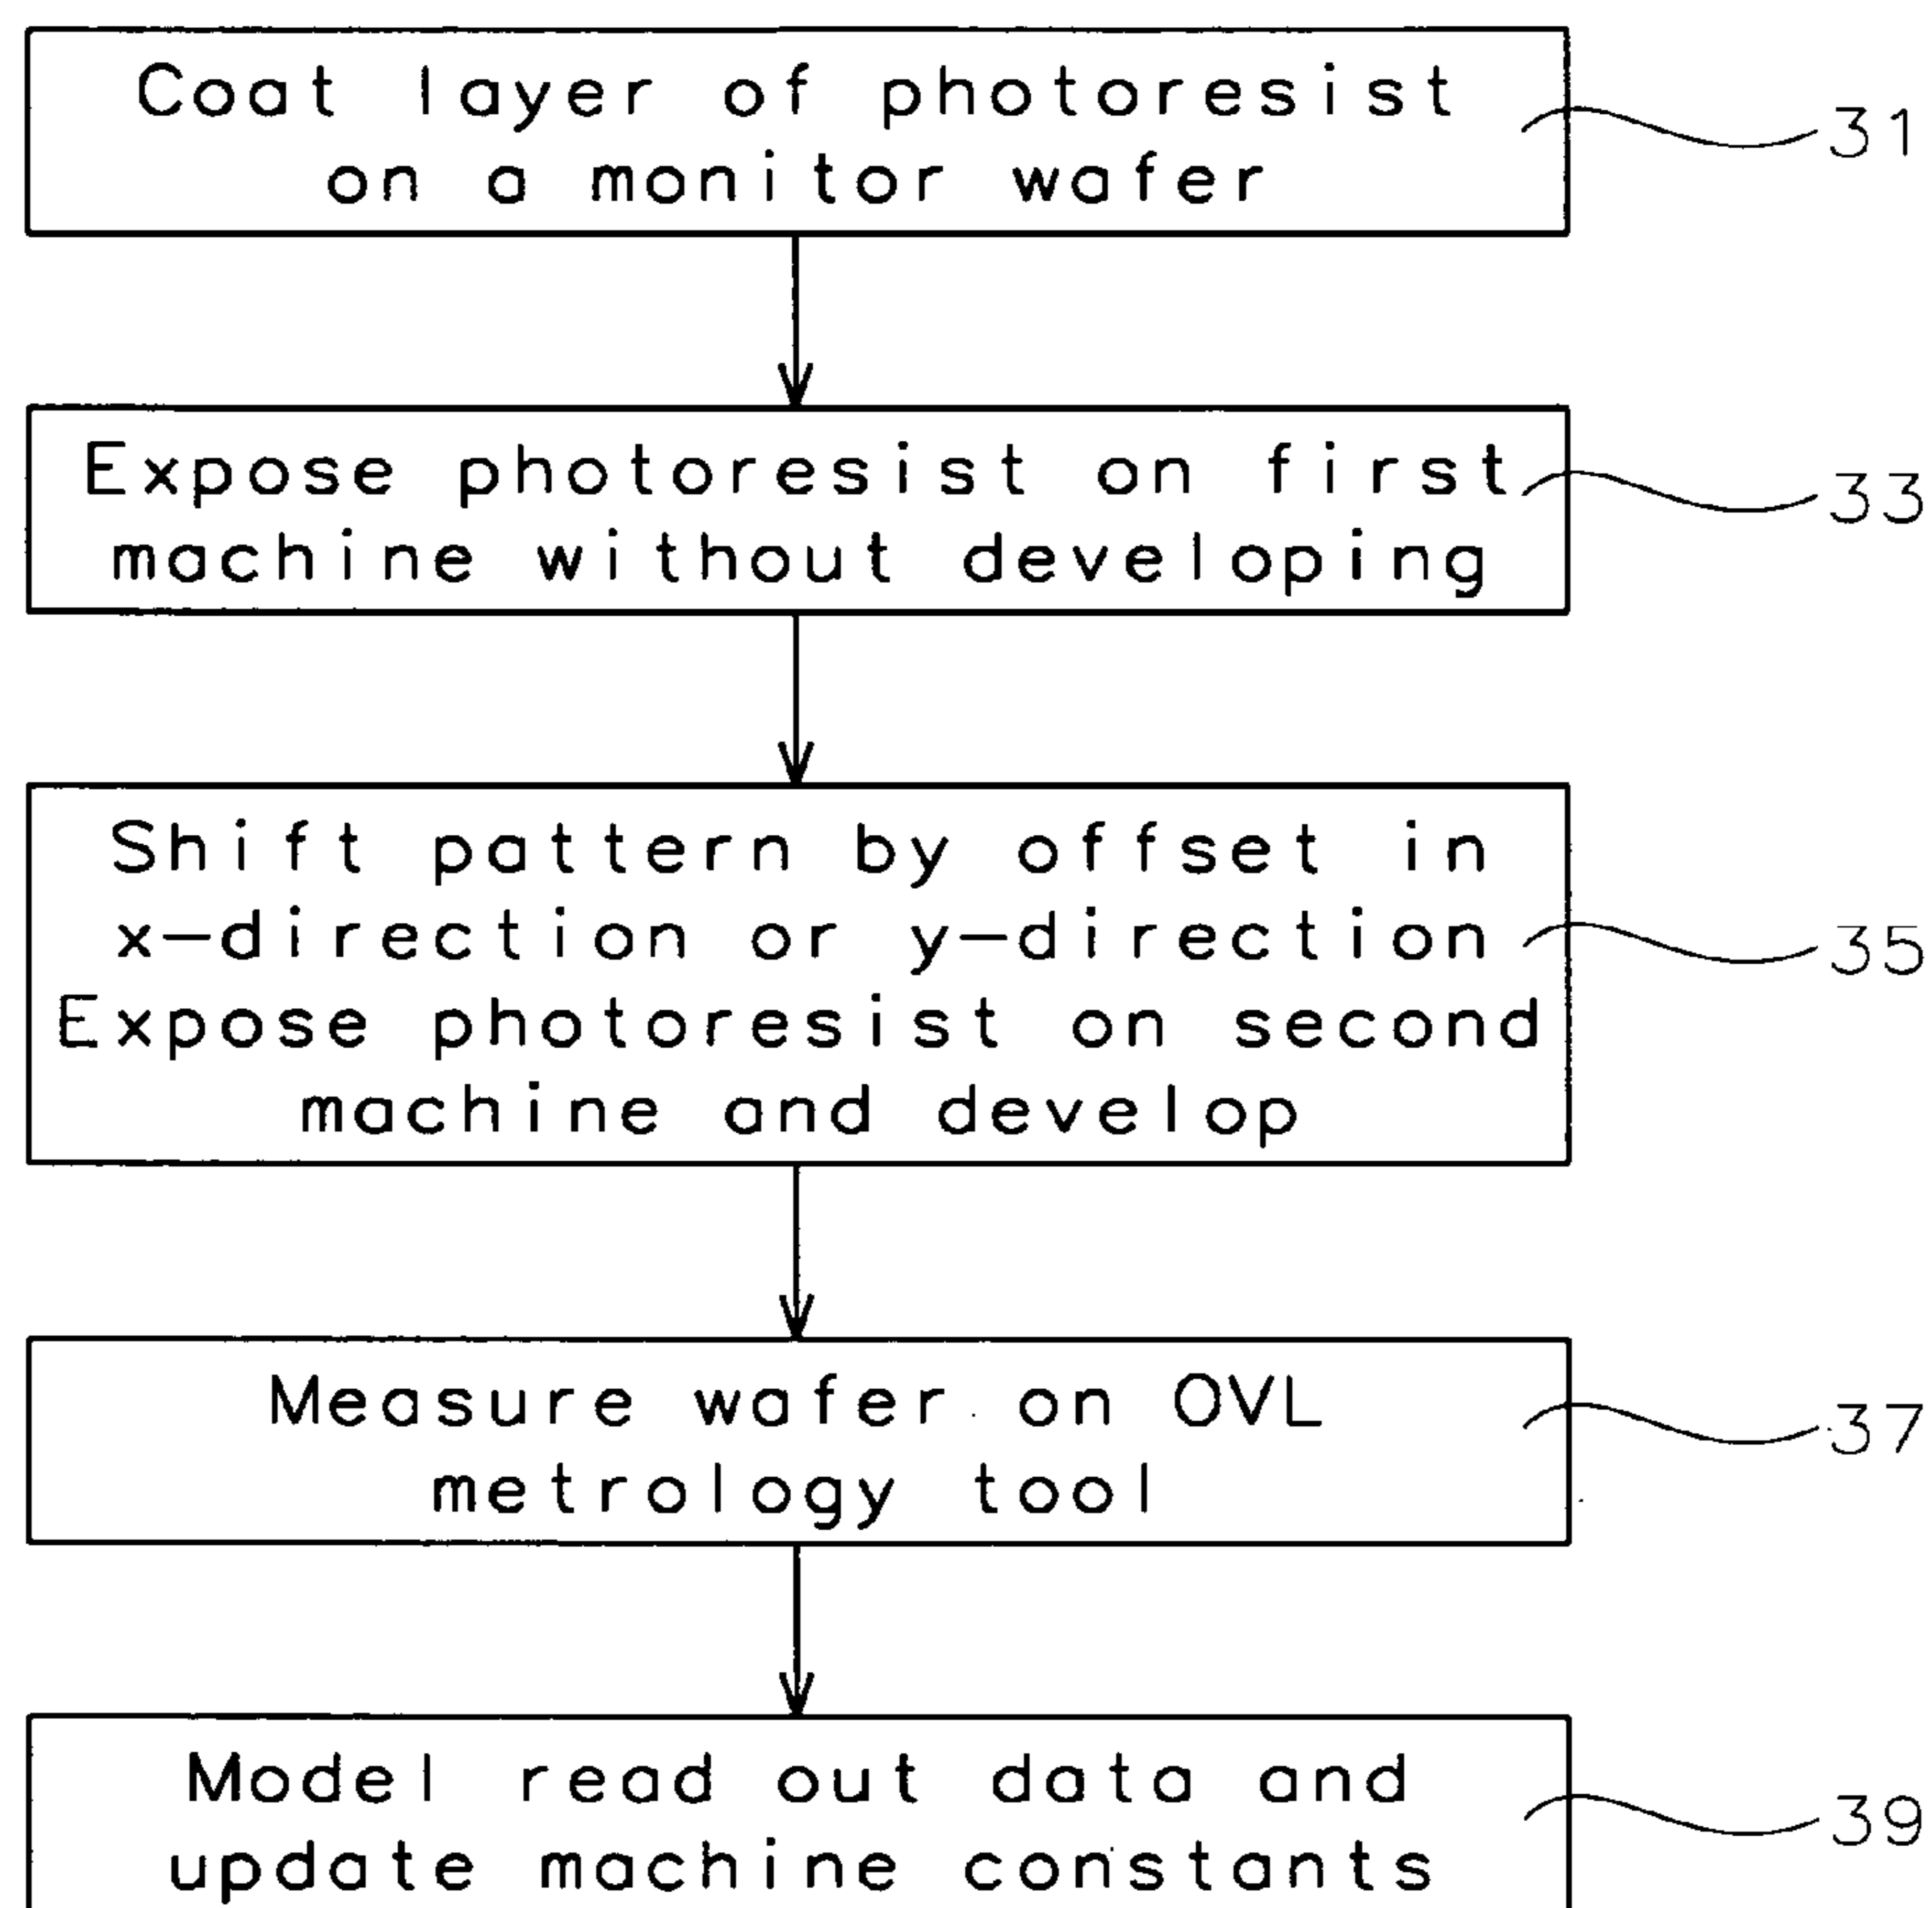 Coat layer of photoresist
on a monitor wafer
31
Expose photoresist on first
machine without developing
33
Shift pattern by offset in
x-direction or y-direction
Expose photoresist on second
machine and develop
35
Measure wafer on OVL
metrology tool
37
Model read out data and
update machine constants
39